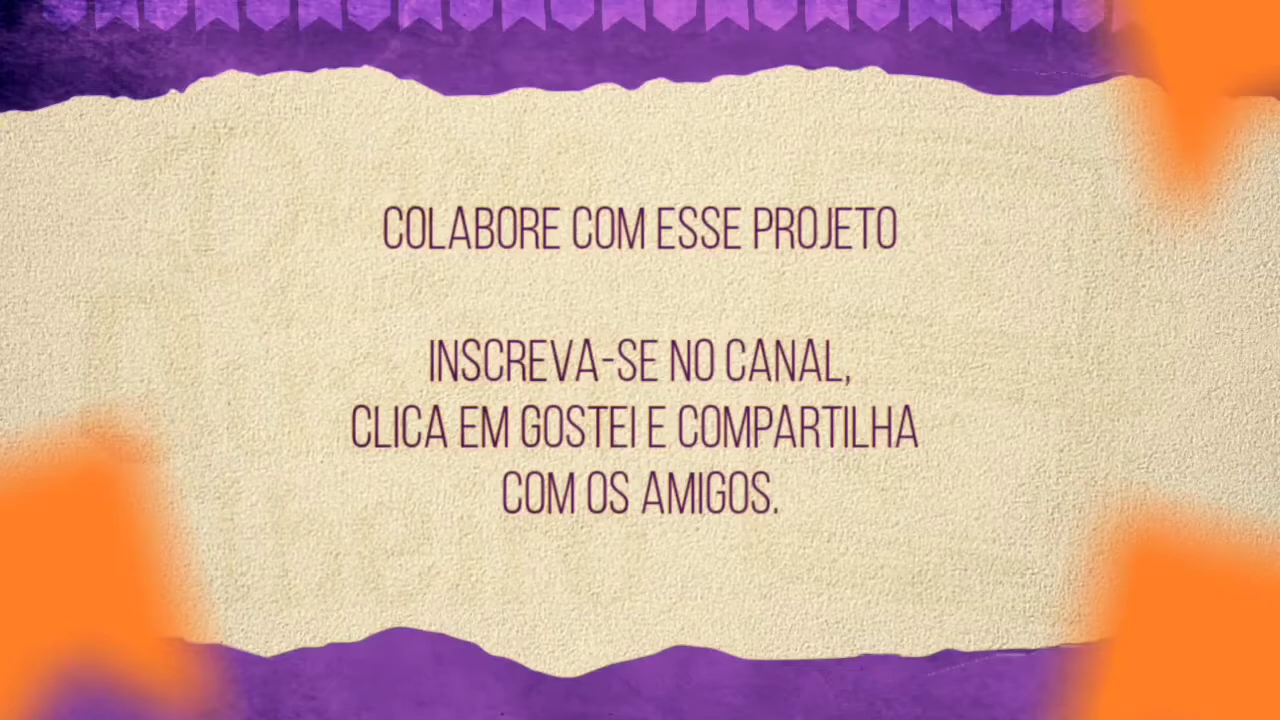 COLABORE COM ESSE PROJETO
INSCREVA-SE NO CANAL,
CLICA EM GOSTEI E COMPARTILHA
COM OS AMIGOS.